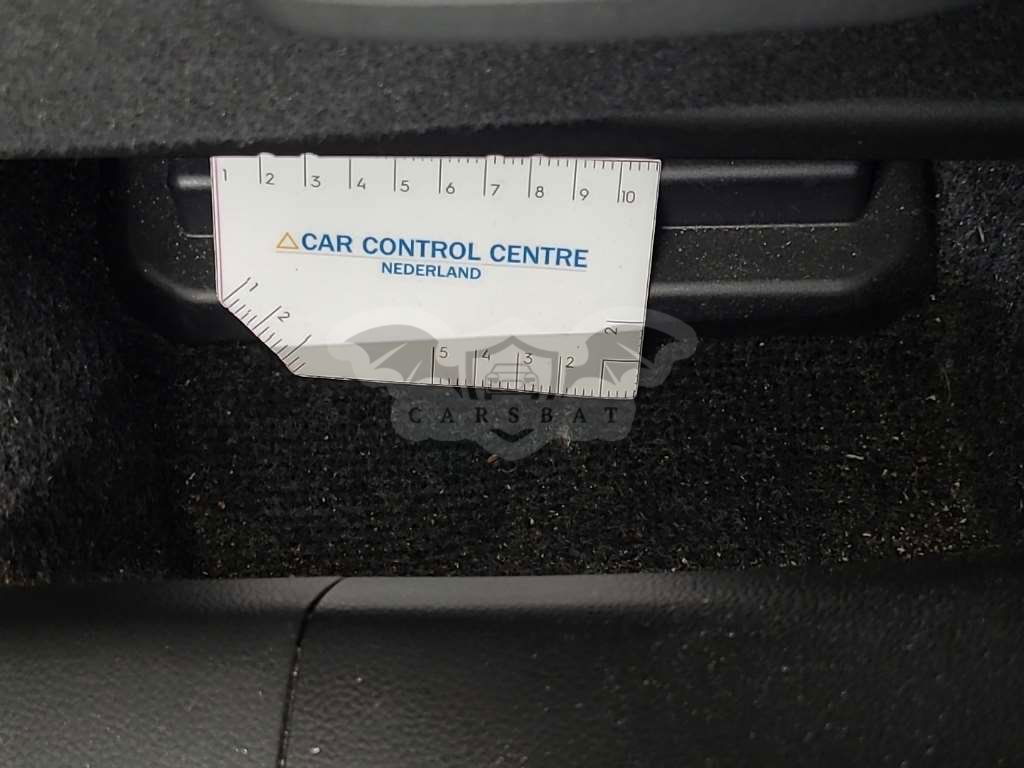 1 2 3 4 5 6 7 8 9 10
CAR CONTROL CENTRE
NEDERLAND
1 2
2
5 4 3 2
CARSBAT